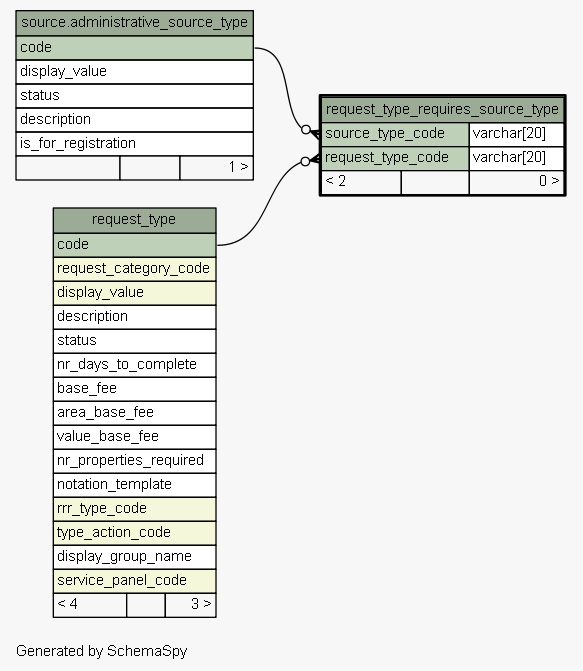 source.administrative_source_type
code
display_value
status
description
is_for_registration
1 >
request_type_requires_source_type
source_type_code varchar[20]
request_type_code varchar[20]
< 2 0 >
request_type
code
request_category_code
display_value
description
status
nr_days_to_complete
base_fee
area_base_fee
value_base_fee
nr_properties_required
notation_template
rrr_type_code
type_action_code
display_group_name
service_panel_code
< 4 3 >
Generated by SchemaSpy